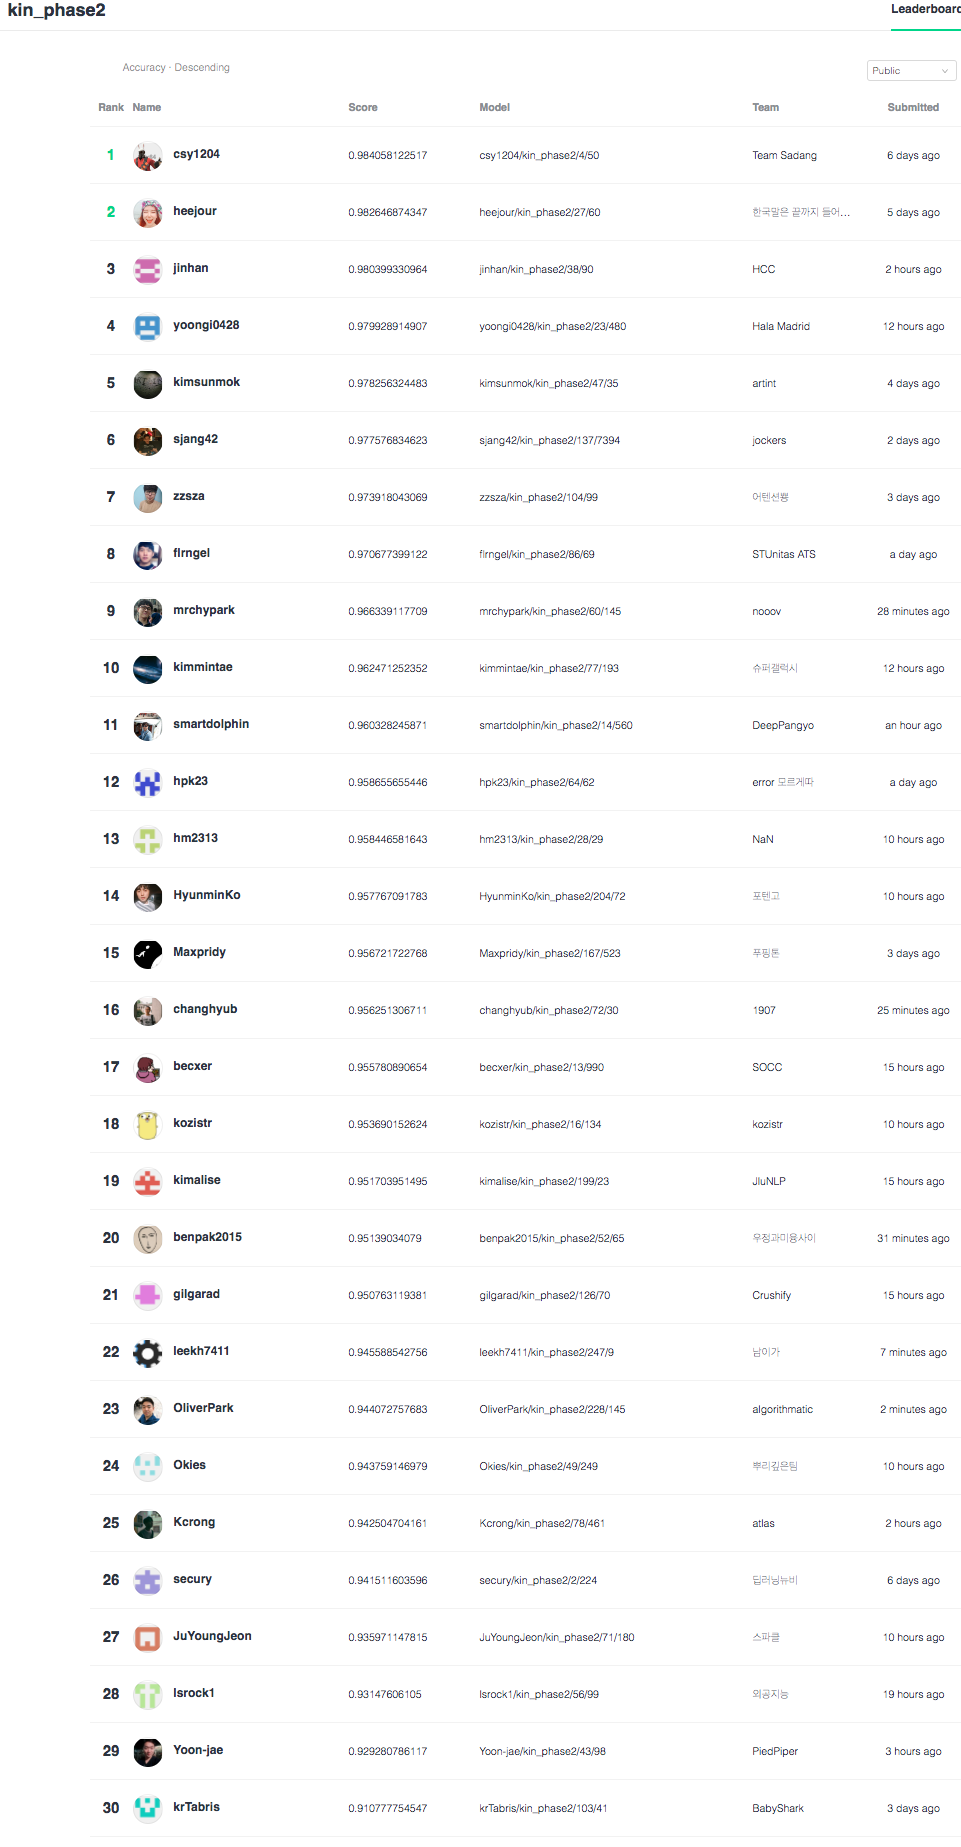 kin_phase2
Leaderboard
Accuracy · Descending
Public
Rank Name Score Model Team Submitted
1 csy1204 0.984058122517 csy1204/kin_phase2/4/50 Team Sadang 6 days ago
2 heejour 0.982646874347 heejour/kin_phase2/27/60 한국말은 끝까지 들어... 5 days ago
3 jinhan 0.980399330964 jinhan/kin_phase2/38/90 HCC 2 hours ago
4 yoongi0428 0.979928914907 yoongi0428/kin_phase2/23/480 Hala Madrid 12 hours ago
5 kimsunmok 0.978256324483 kimsunmok/kin_phase2/47/35 artint 4 days ago
6 sjang42 0.977576834623 sjang42/kin_phase2/137/7394 jockers 2 days ago
7 zzsza 0.973918043069 zzsza/kin_phase2/104/99 어텐션뿅 3 days ago
8 flrngel 0.970677399122 flrngel/kin_phase2/86/69 STUnitas ATS a day ago
9 mrchypark 0.966339117709 mrchypark/kin_phase2/60/145 nooov 28 minutes ago
10 kimmintae 0.962471252352 kimmintae/kin_phase2/77/193 슈퍼갤럭시 12 hours ago
11 smartdolphin 0.960328245871 smartdolphin/kin_phase2/14/560 DeepPangyo an hour ago
12 hpk23 0.958655655446 hpk23/kin_phase2/64/62 error 모르게따 a day ago
13 hm2313 0.958446581643 hm2313/kin_phase2/28/29 NaN 10 hours ago
14 HyunminKo 0.957767091783 HyunminKo/kin_phase2/204/72 포텐고 10 hours ago
15 Maxpridy 0.956721722768 Maxpridy/kin_phase2/167/523 푸핑톤 3 days ago
16 changhyub 0.956251306711 changhyub/kin_phase2/72/30 1907 25 minutes ago
17 becxer 0.955780890654 becxer/kin_phase2/13/990 SOCC 15 hours ago
18 kozistr 0.953690152624 kozistr/kin_phase2/16/134 kozistr 10 hours ago
19 kimalise 0.951703951495 kimalise/kin_phase2/199/23 JluNLP 15 hours ago
20 benpak2015 0.95139034079 benpak2015/kin_phase2/52/65 우정과미움사이 31 minutes ago
21 gilgarad 0.950763119381 gilgarad/kin_phase2/126/70 Crushify 15 hours ago
22 leekh7411 0.945588542756 leekh7411/kin_phase2/247/9 남이가 7 minutes ago
23 OliverPark 0.944072757683 OliverPark/kin_phase2/228/145 algorithmatic 2 minutes ago
24 Okies 0.943759146979 Okies/kin_phase2/49/249 뿌리깊은팀 10 hours ago
25 Kcrong 0.942504704161 Kcrong/kin_phase2/78/461 atlas 2 hours ago
26 secury 0.941511603596 secury/kin_phase2/2/224 딥러닝뉴비 6 days ago
27 JuYoungJeon 0.935971147815 JuYoungJeon/kin_phase2/71/180 스파클 10 hours ago
28 lsrock1 0.93147606105 lsrock1/kin_phase2/56/99 외공지능 19 hours ago
29 Yoon-jae 0.929280786117 Yoon-jae/kin_phase2/43/98 PiedPiper 3 hours ago
30 krTabris 0.910777754547 krTabris/kin_phase2/103/41 BabyShark 3 days ago